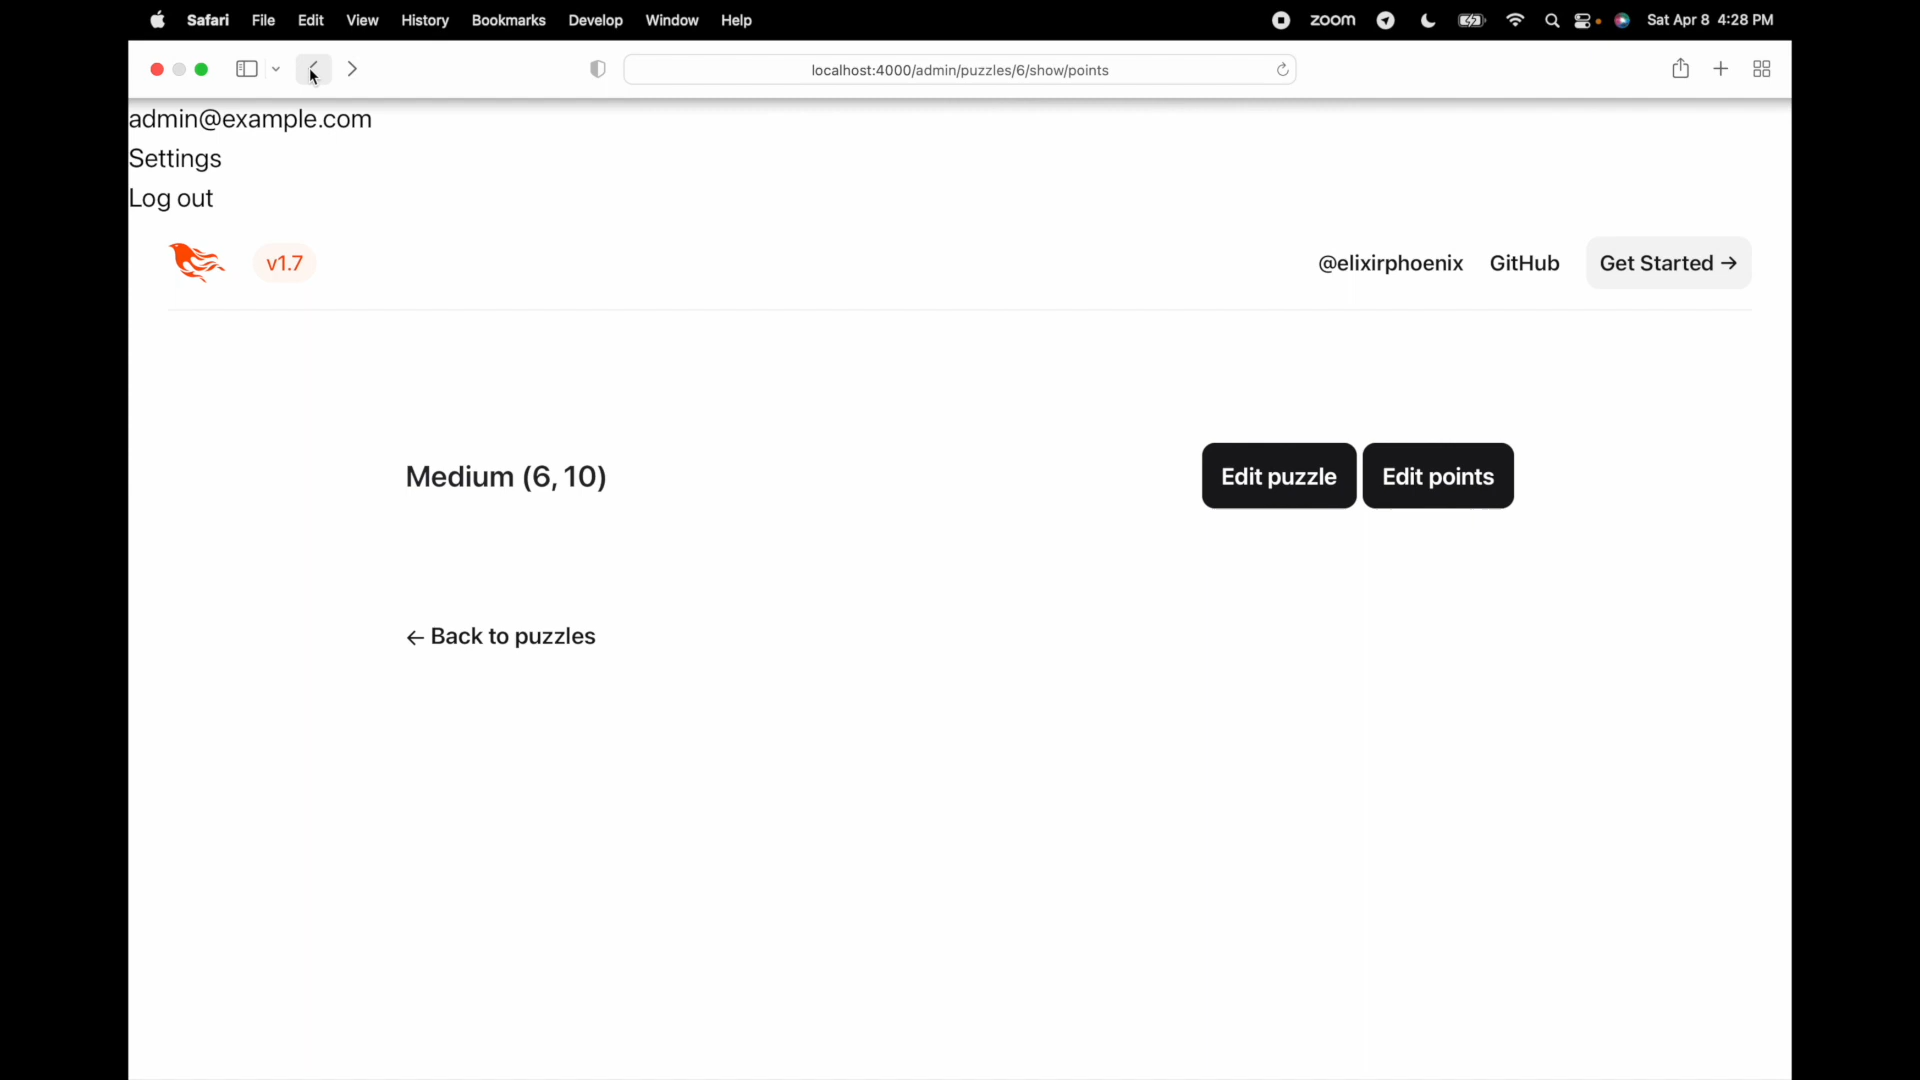 Safari File Edit View History Bookmarks Develop Window Help zoom Sat Apr 8 4:28 PM
localhost:4000/admin/puzzles/6/show/points
admin@example.com
Settings
Log out
v1.7 @elixirphoenix GitHub Get Started →
Medium (6, 10) Edit puzzle Edit points
← Back to puzzles